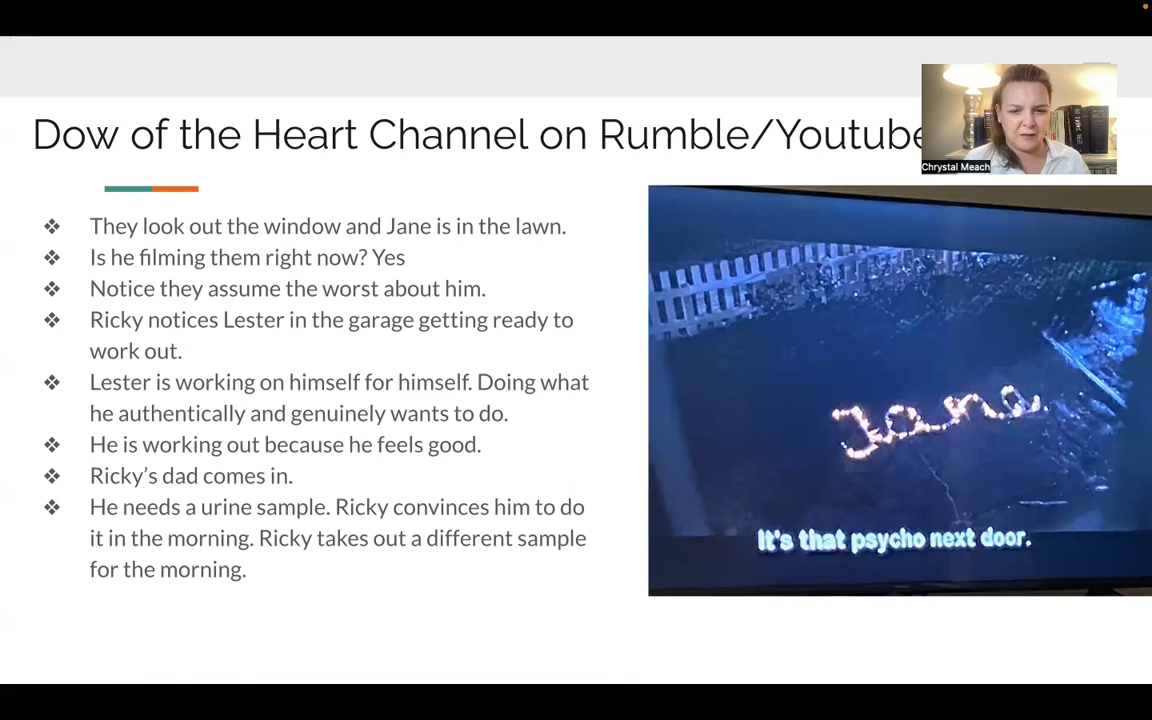 Dow of the Heart Channel on Rumble/Youtube
Chrystal Meach
❖ They look out the window and Jane is in the lawn.
❖ Is he filming them right now? Yes
❖ Notice they assume the worst about him.
❖ Ricky notices Lester in the garage getting ready to
work out.
❖ Lester is working on himself for himself. Doing what
he authentically and genuinely wants to do.
❖ He is working out because he feels good.
❖ Ricky’s dad comes in.
❖ He needs a urine sample. Ricky convinces him to do
it in the morning. Ricky takes out a different sample
for the morning.
Jane
It's that psycho next door.